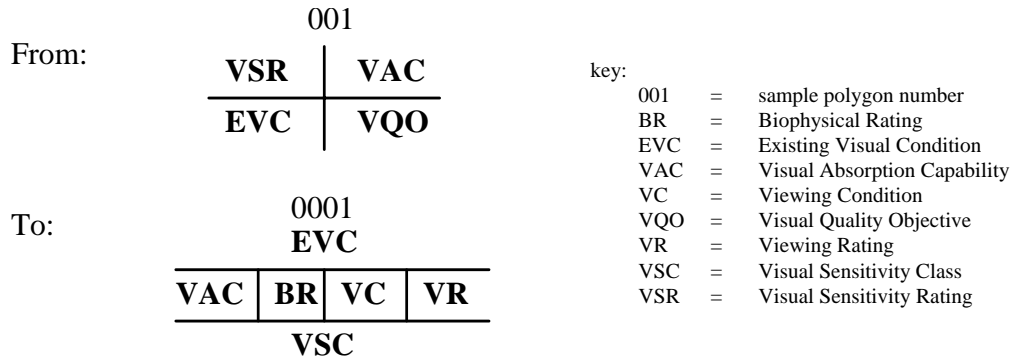 From:
001
VSR VAC
EVC VQO
To:
0001
EVC
VAC BR VC VR
VSC
key:
001 = sample polygon number
BR = Biophysical Rating
EVC = Existing Visual Condition
VAC = Visual Absorption Capability
VC = Viewing Condition
VQO = Visual Quality Objective
VR = Viewing Rating
VSC = Visual Sensitivity Class
VSR = Visual Sensitivity Rating